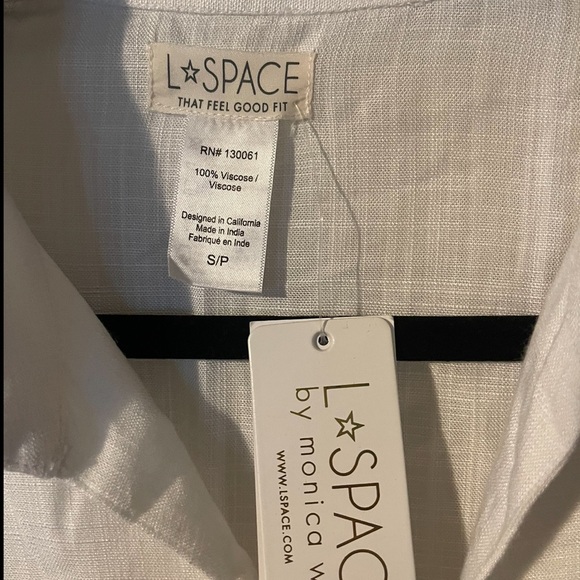 L☆SPACE
THAT FEEL GOOD FIT
RN# 130061
100% Viscose /
Viscose
Designed in California
Made in India
Fabriqué en Inde
S/P
L☆SPAC
by monica w
WWW.LSPACE.COM